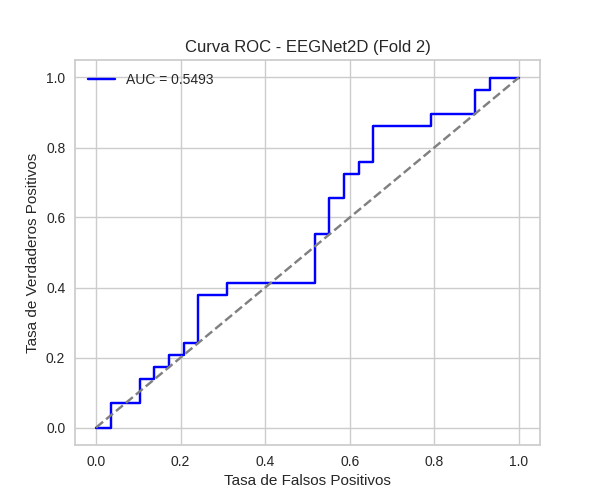 Curva ROC - EEGNet2D (Fold 2)
AUC = 0.5493
Tasa de Verdaderos Positivos
1.0
0.8
0.6
0.4
0.2
0.0
0.0 0.2 0.4 0.6 0.8 1.0
Tasa de Falsos Positivos